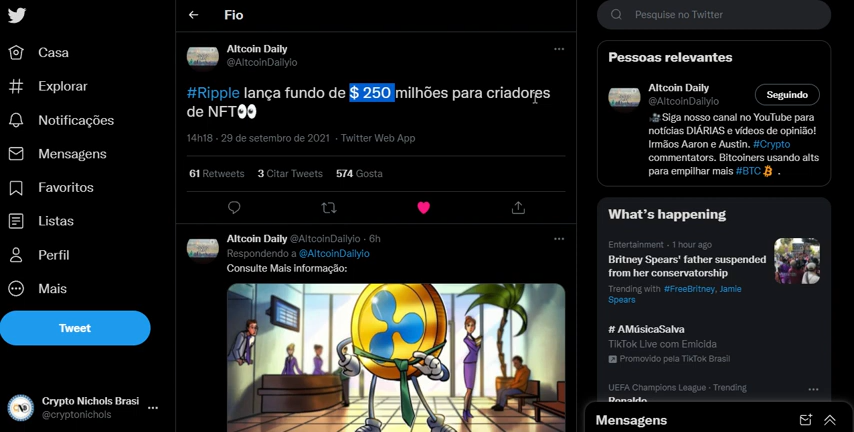 Fio
Pesquise no Twitter
Casa
Explorar
Notificações
Mensagens
Favoritos
Listas
Perfil
Mais
Tweet
Crypto Nichols Brasi
@cryptonichols
Altcoin Daily
@AltcoinDailyio
#Ripple lança fundo de $ 250 milhões para criadores
de NFT👀
14h18 · 29 de setembro de 2021 · Twitter Web App
61 Retweets 3 Citar Tweets 574 Gosta
Altcoin Daily @AltcoinDailyio · 6h
Respondendo a @AltcoinDailyio
Consulte Mais informação:
Pessoas relevantes
Altcoin Daily
@AltcoinDailyio
Seguindo
🎥Siga nosso canal no YouTube para
notícias DIÁRIAS e vídeos de opinião!
Irmãos Aaron e Austin. #Crypto
commentators. Bitcoiners usando alts
para empilhar mais #BTC .
What's happening
Entertainment · 1 hour ago
Britney Spears' father suspended
from her conservatorship
Trending with #FreeBritney, Jamie
Spears
# AMúsicaSalva
TikTok Live com Emicida
Promovido pela TikTok Brasil
UEFA Champions League · Trending
Ronaldo
Mensagens